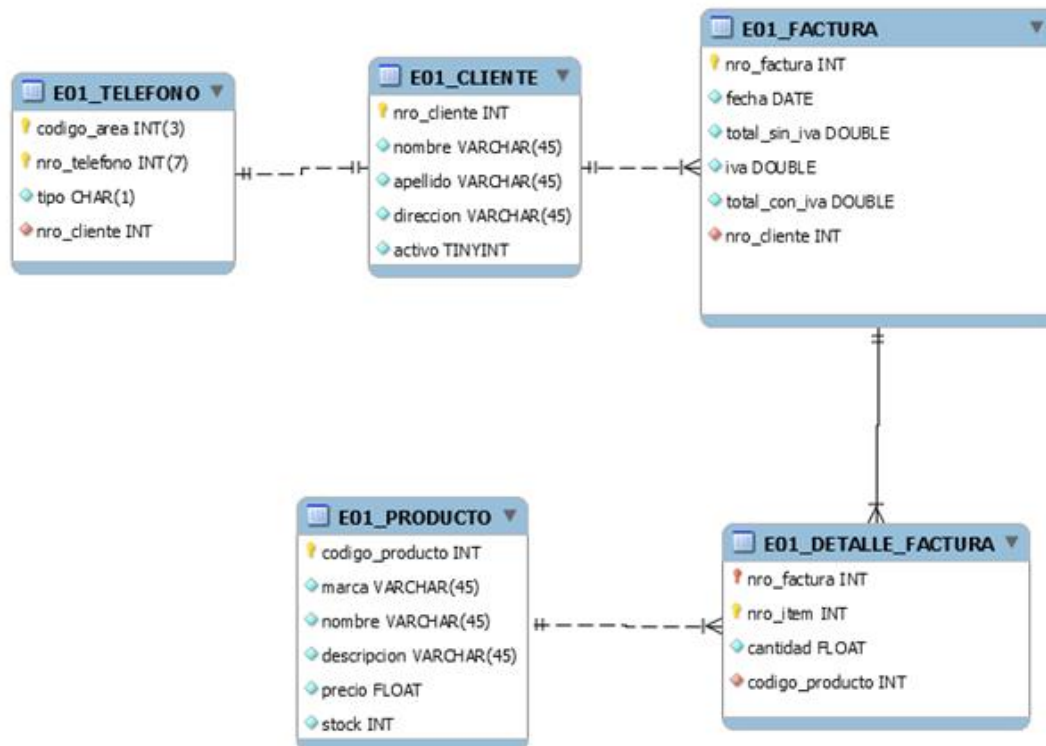 E01_TELEFONO
codigo_area INT(3)
nro_telefono INT(7)
tipo CHAR(1)
nro_cliente INT
E01_CLIENTE
nro_cliente INT
nombre VARCHAR(45)
apellido VARCHAR(45)
direccion VARCHAR(45)
activo TINYINT
E01_FACTURA
nro_factura INT
fecha DATE
total_sin_iva DOUBLE
iva DOUBLE
total_con_iva DOUBLE
nro_cliente INT
E01_PRODUCTO
codigo_producto INT
marca VARCHAR(45)
nombre VARCHAR(45)
descripcion VARCHAR(45)
precio FLOAT
stock INT
E01_DETALLE_FACTURA
nro_factura INT
nro_item INT
cantidad FLOAT
codigo_producto INT